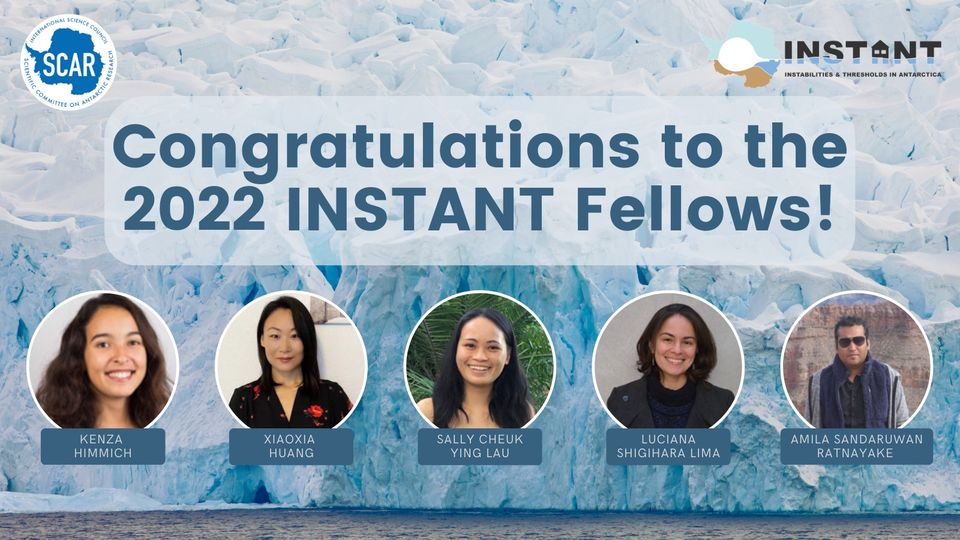 INTERNATIONAL SCIENCE COUNCIL
SCAR
SCIENTIFIC COMMITTEE ON ANTARCTIC RESEARCH
INSTANT
INSTABILITIES & THRESHOLDS IN ANTARCTICA
Congratulations to the
2022 INSTANT Fellows!
KENZA
HIMMICH
XIAOXIA
HUANG
SALLY CHEUK
YING LAU
LUCIANA
SHIGIHARA LIMA
AMILA SANDARUWAN
RATNAYAKE